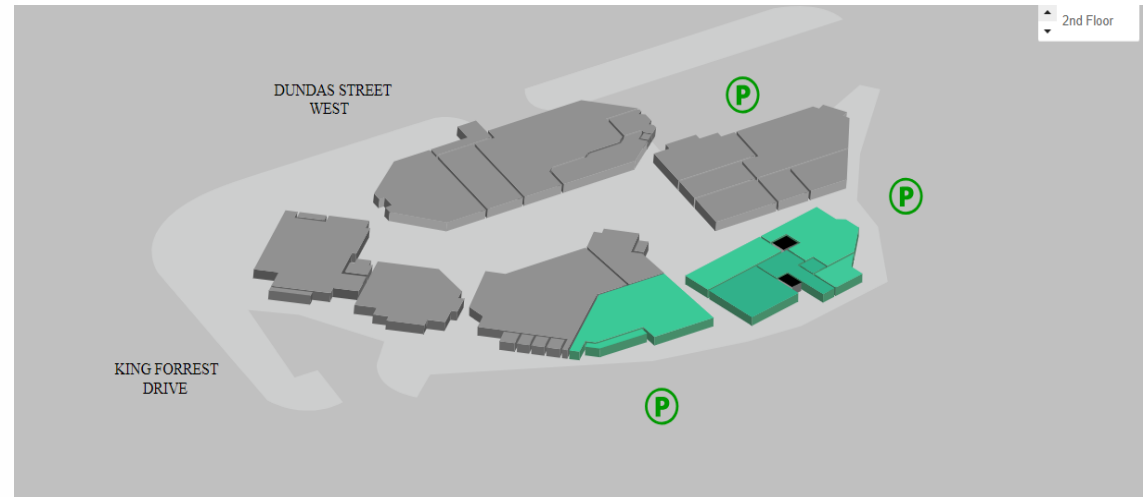 2nd Floor
DUNDAS STREET
WEST
P
P
KING FORREST
DRIVE
P